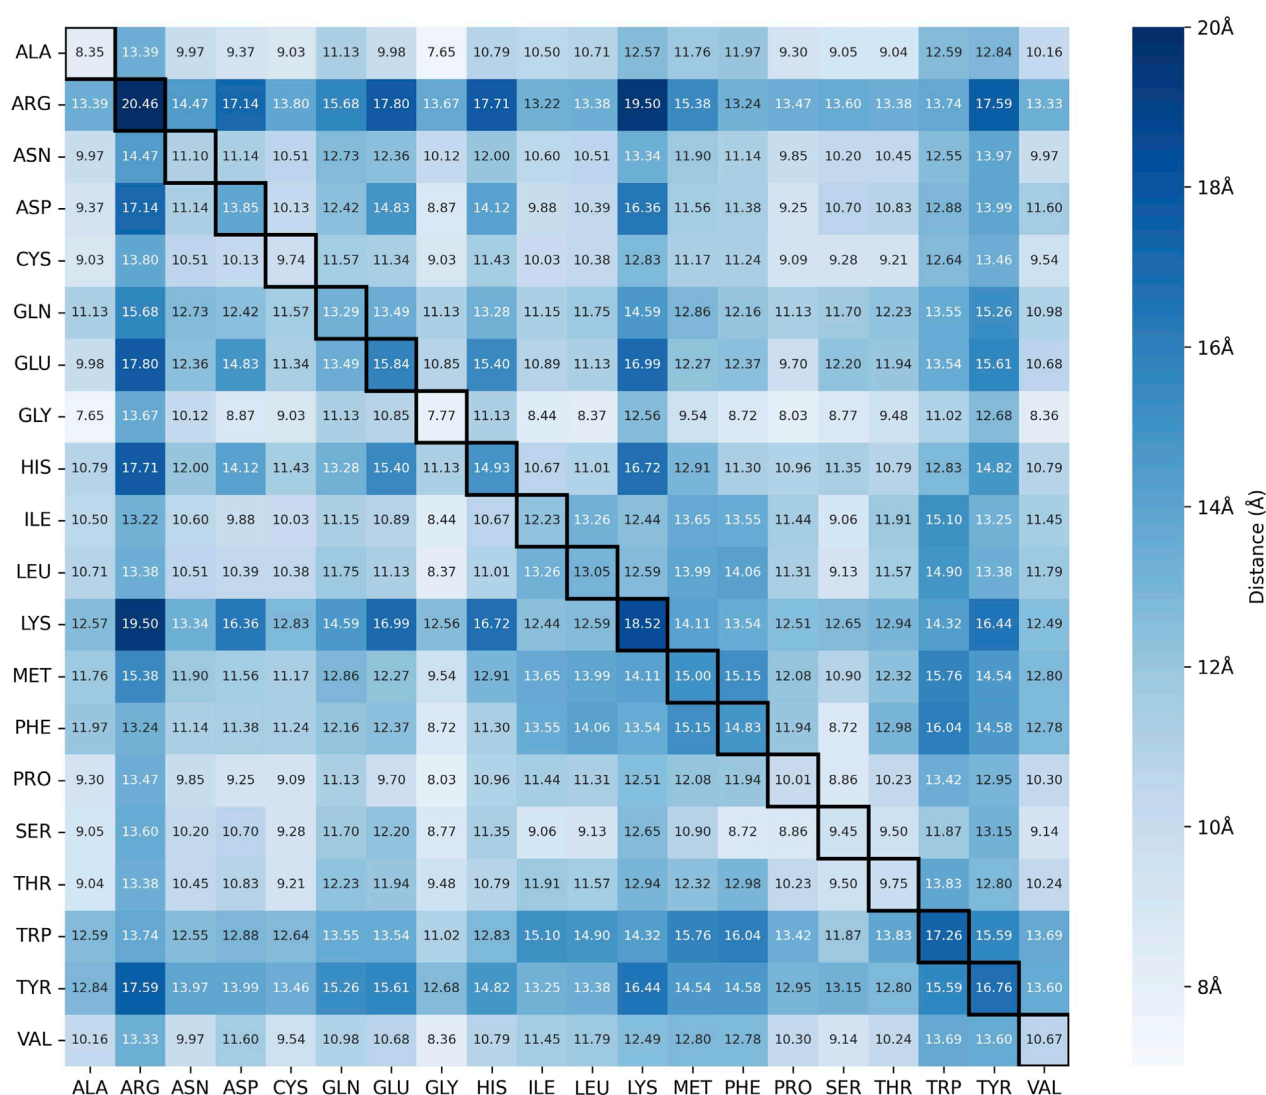 ALA 8.35 13.39 9.97 9.37 9.03 11.13 9.98 7.65 10.79 10.50 10.71 12.57 11.76 11.97 9.30 9.05 9.04 12.59 12.84 10.16
ARG 13.39 20.46 14.47 17.14 13.80 15.68 17.80 13.67 17.71 13.22 13.38 19.50 15.38 13.24 13.47 13.60 13.38 13.74 17.59 13.33
ASN 9.97 14.47 11.10 11.14 10.51 12.73 12.36 10.12 12.00 10.60 10.51 13.34 11.90 11.14 9.85 10.20 10.45 12.55 13.97 9.97
ASP 9.37 17.14 11.14 13.85 10.13 12.42 14.83 8.87 14.12 9.88 10.39 16.36 11.56 11.38 9.25 10.70 10.83 12.88 13.99 11.60
CYS 9.03 13.80 10.51 10.13 9.74 11.57 11.34 9.03 11.43 10.03 10.38 12.83 11.17 11.24 9.09 9.28 9.21 12.64 13.46 9.54
GLN 11.13 15.68 12.73 12.42 11.57 13.29 13.49 11.13 13.28 11.15 11.75 14.59 12.86 12.16 11.13 11.70 12.23 13.55 15.26 10.98
GLU 9.98 17.80 12.36 14.83 11.34 13.49 15.84 10.85 15.40 10.89 11.13 16.99 12.27 12.37 9.70 12.20 11.94 13.54 15.61 10.68
GLY 7.65 13.67 10.12 8.87 9.03 11.13 10.85 7.77 11.13 8.44 8.37 12.56 9.54 8.72 8.03 8.77 9.48 11.02 12.68 8.36
HIS 10.79 17.71 12.00 14.12 11.43 13.28 15.40 11.13 14.93 10.67 11.01 16.72 12.91 11.30 10.96 11.35 10.79 12.83 14.82 10.79
ILE 10.50 13.22 10.60 9.88 10.03 11.15 10.89 8.44 10.67 12.23 13.26 12.44 13.65 13.55 11.44 9.06 11.91 15.10 13.25 11.45
LEU 10.71 13.38 10.51 10.39 10.38 11.75 11.13 8.37 11.01 13.26 13.05 12.59 13.99 14.06 11.31 9.13 11.57 14.90 13.38 11.79
LYS 12.57 19.50 13.34 16.36 12.83 14.59 16.99 12.56 16.72 12.44 12.59 18.52 14.11 13.54 12.51 12.65 12.94 14.32 16.44 12.49
MET 11.76 15.38 11.90 11.56 11.17 12.86 12.27 9.54 12.91 13.65 13.99 14.11 15.00 15.15 12.08 10.90 12.32 15.76 14.54 12.80
PHE 11.97 13.24 11.14 11.38 11.24 12.16 12.37 8.72 11.30 13.55 14.06 13.54 15.15 14.83 11.94 8.72 12.98 16.04 14.58 12.78
PRO 9.30 13.47 9.85 9.25 9.09 11.13 9.70 8.03 10.96 11.44 11.31 12.51 12.08 11.94 10.01 8.86 10.23 13.42 12.95 10.30
SER 9.05 13.60 10.20 10.70 9.28 11.70 12.20 8.77 11.35 9.06 9.13 12.65 10.90 8.72 8.86 9.45 9.50 11.87 13.15 9.14
THR 9.04 13.38 10.45 10.83 9.21 12.23 11.94 9.48 10.79 11.91 11.57 12.94 12.32 12.98 10.23 9.50 9.75 13.83 12.80 10.24
TRP 12.59 13.74 12.55 12.88 12.64 13.55 13.54 11.02 12.83 15.10 14.90 14.32 15.76 16.04 13.42 11.87 13.83 17.26 15.59 13.69
TYR 12.84 17.59 13.97 13.99 13.46 15.26 15.61 12.68 14.82 13.25 13.38 16.44 14.54 14.58 12.95 13.15 12.80 15.59 16.76 13.60
VAL 10.16 13.33 9.97 11.60 9.54 10.98 10.68 8.36 10.79 11.45 11.79 12.49 12.80 12.78 10.30 9.14 10.24 13.69 13.60 10.67
ALA ARG ASN ASP CYS GLN GLU GLY HIS ILE LEU LYS MET PHE PRO SER THR TRP TYR VAL
20Å
18Å
16Å
14Å
12Å
10Å
8Å
Distance (Å)